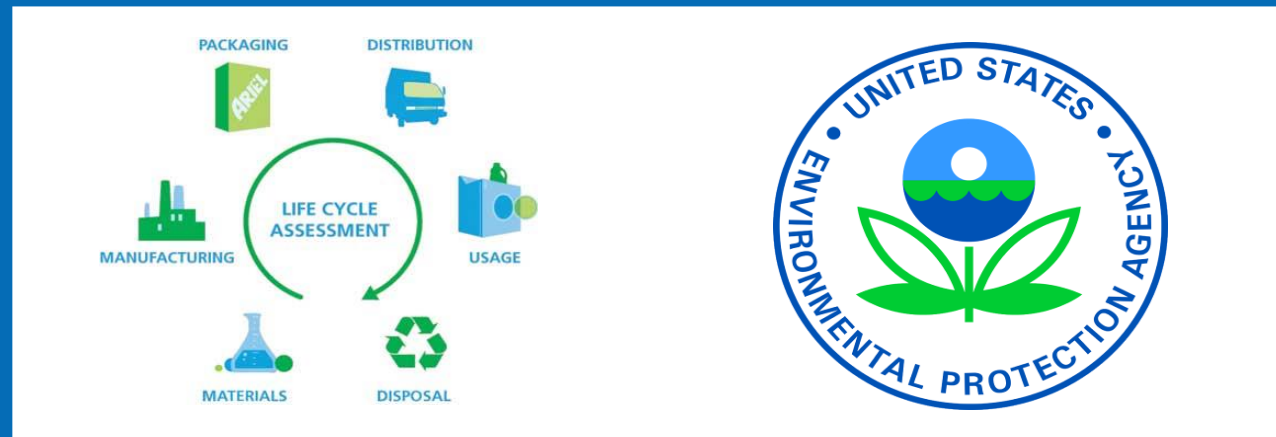 PACKAGING
DISTRIBUTION
ARIEL
LIFE CYCLE
ASSESSMENT
MANUFACTURING
USAGE
MATERIALS
DISPOSAL
UNITED STATES
ENVIRONMENTAL PROTECTION AGENCY